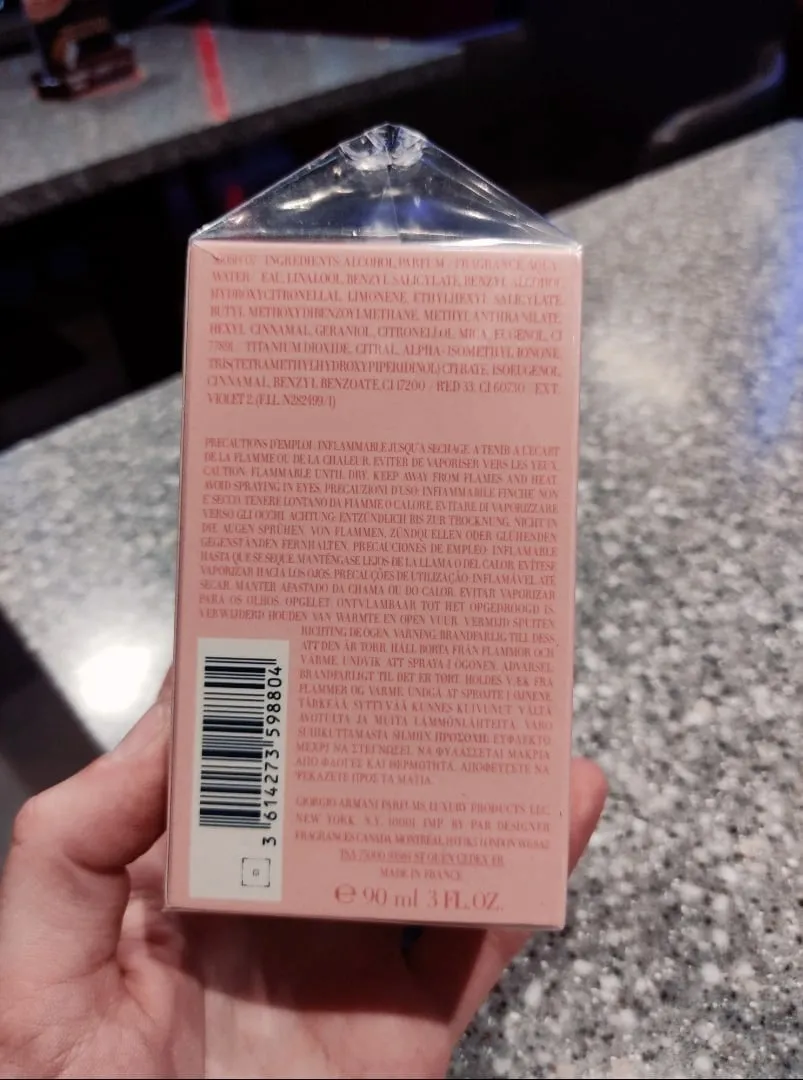 INGREDIENTS: ALCOHOL, PARFUM / FRAGRANCE, AQUA /
WATER / EAU, LINALOOL, BENZYL SALICYLATE, BENZYL ALCOHOL,
HYDROXYCITRONELLAL, LIMONENE, ETHYLHEXYL SALICYLATE,
BUTYL METHOXYDIBENZOYLMETHANE, METHYL ANTHRANILATE,
HEXYL CINNAMAL, GERANIOL, CITRONELLOL, MICA, EUGENOL, CI
77891 / TITANIUM DIOXIDE, CITRAL, ALPHA-ISOMETHYL IONONE,
TRIS(TETRAMETHYLHYDROXYPIPERIDINOL) CITRATE, ISOEUGENOL,
CINNAMAL, BENZYL BENZOATE, CI 17200 / RED 33, CI 60730 / EXT.
VIOLET 2. (F.I.L. N282499/1)
PRECAUTIONS D'EMPLOI: INFLAMMABLE JUSQU'A SECHAGE. A TENIR A L'ECART
DE LA FLAMME OU DE LA CHALEUR. EVITER DE VAPORISER VERS LES YEUX.
CAUTION: FLAMMABLE UNTIL DRY. KEEP AWAY FROM FLAMES AND HEAT.
AVOID SPRAYING IN EYES. PRECAUZIONI D'USO: INFIAMMABILE FINCHE NON
E SECCO. TENERE LONTANO DA FIAMME O CALORE. EVITARE DI VAPORIZZARE
VERSO GLI OCCHI. ACHTUNG: ENTZÜNDLICH BIS ZUR TROCKNUNG. NICHT IN
DIE AUGEN SPRÜHEN. VON FLAMMEN, ZÜNDQUELLEN ODER GLÜHENDEN
GEGENSTÄNDEN FERNHALTEN. PRECAUCIONES DE EMPLEO: INFLAMABLE
HASTA QUE SE SEQUE. MANTÉNGASE LEJOS DE LA LLAMA O DEL CALOR. EVÍTESE
VAPORIZAR HACIA LOS OJOS. PRECAUÇÕES DE UTILIZAÇÃO: INFLAMÁVEL ATÉ
SECAR. MANTER AFASTADO DA CHAMA OU DO CALOR. EVITAR VAPORIZAR
PARA OS OLHOS. OPGELET: ONTVLAMBAAR TOT HET OPGEDROOGD IS.
VERWIJDERD HOUDEN VAN WARMTE EN OPEN VUUR. VERMIJD SPUITEN
RICHTING DE OGEN. VARNING: BRANDFARLIG TILL DESS
ATT DEN ÄR TORR. HÅLL BORTA FRÅN FLAMMOR OCH
VÄRME. UNDVIK ATT SPRAYA I ÖGONEN. ADVARSEL:
BRANDFARLIGT TIL DET ER TØRT. HOLDES VÆK FRA
FLAMMER OG VARME. UNDGÅ AT SPRØJTE I ØJNENE.
TÄRKEÄÄ: SYTTYVÄÄ KUNNES KUIVUNUT. VÄLTÄ
AVOTULTA JA MUITA LÄMMÖNLÄHTEITÄ. VARO
SUIHKUTTAMASTA SILMIIN. ΠΡΟΣΟΧΗ: ΕΥΦΛΕΚΤΟ
ΜΕΧΡΙ ΝΑ ΣΤΕΓΝΩΣΕΙ. ΝΑ ΦΥΛΑΣΣΕΤΑΙ ΜΑΚΡΙΑ
ΑΠΟ ΦΛΟΓΕΣ ΚΑΙ ΘΕΡΜΟΤΗΤΑ. ΑΠΟΦΕΥΓΕΤΕ ΝΑ
ΨΕΚΑΖΕΤΕ ΠΡΟΣ ΤΑ ΜΑΤΙΑ.
3 614273 598804
GIORGIO ARMANI PARFUMS, LUXURY PRODUCTS LLC,
NEW YORK, N.Y. 10001 IMP. BY PAR DESIGNER
FRAGRANCES CANADA, MONTREAL, LONDON
CEDEX FR
MADE IN FRANCE
℮ 90 ml 3 FL.OZ.